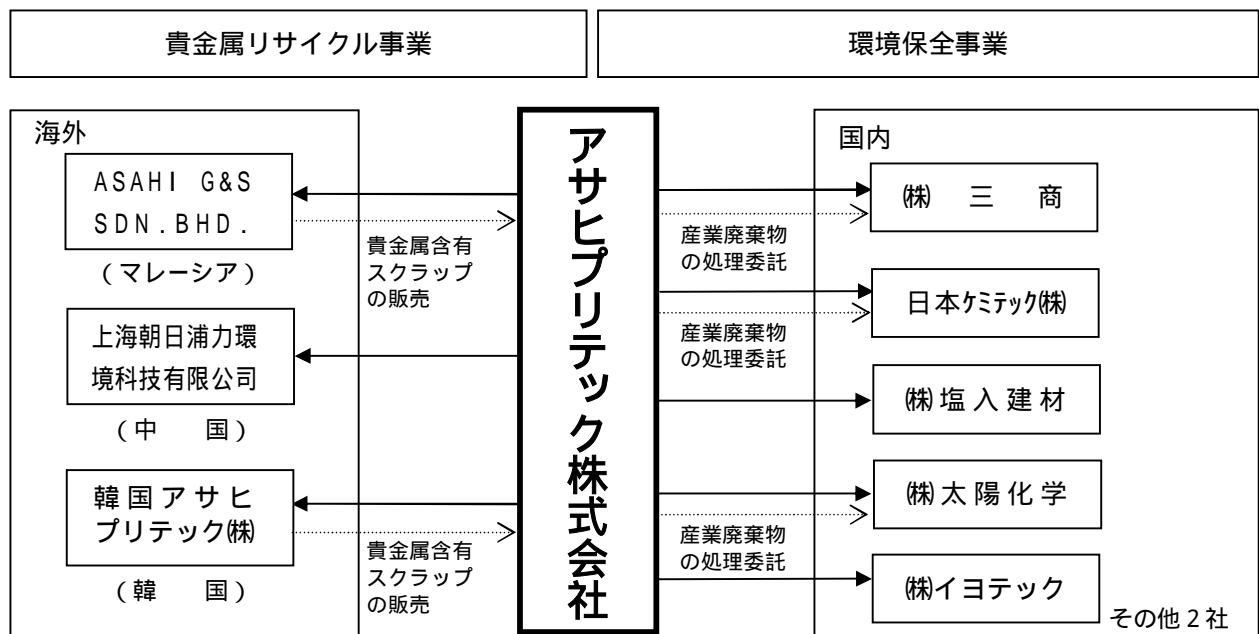 貴金属リサイクル事業
環境保全事業
海外
ASAHI G&S
SDN.BHD.
(マレーシア)
貴金属含有
スクラップ
の販売
上海朝日浦力環
境科技有限公司
(中 国)
韓国アサヒ
プリテック㈱
(韓 国)
貴金属含有
スクラップ
の販売
アサヒプリテック株式会社
国内
㈱ 三 商
産業廃棄物
の処理委託
日本ｹﾐﾃｯｸ㈱
産業廃棄物
の処理委託
㈱塩入建材
㈱太陽化学
産業廃棄物
の処理委託
㈱イヨテック
その他２社